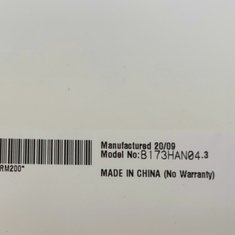 Manufactured 20/09
Model No:B173HAN04.3
RM200"
MADE IN CHINA (No Warranty)